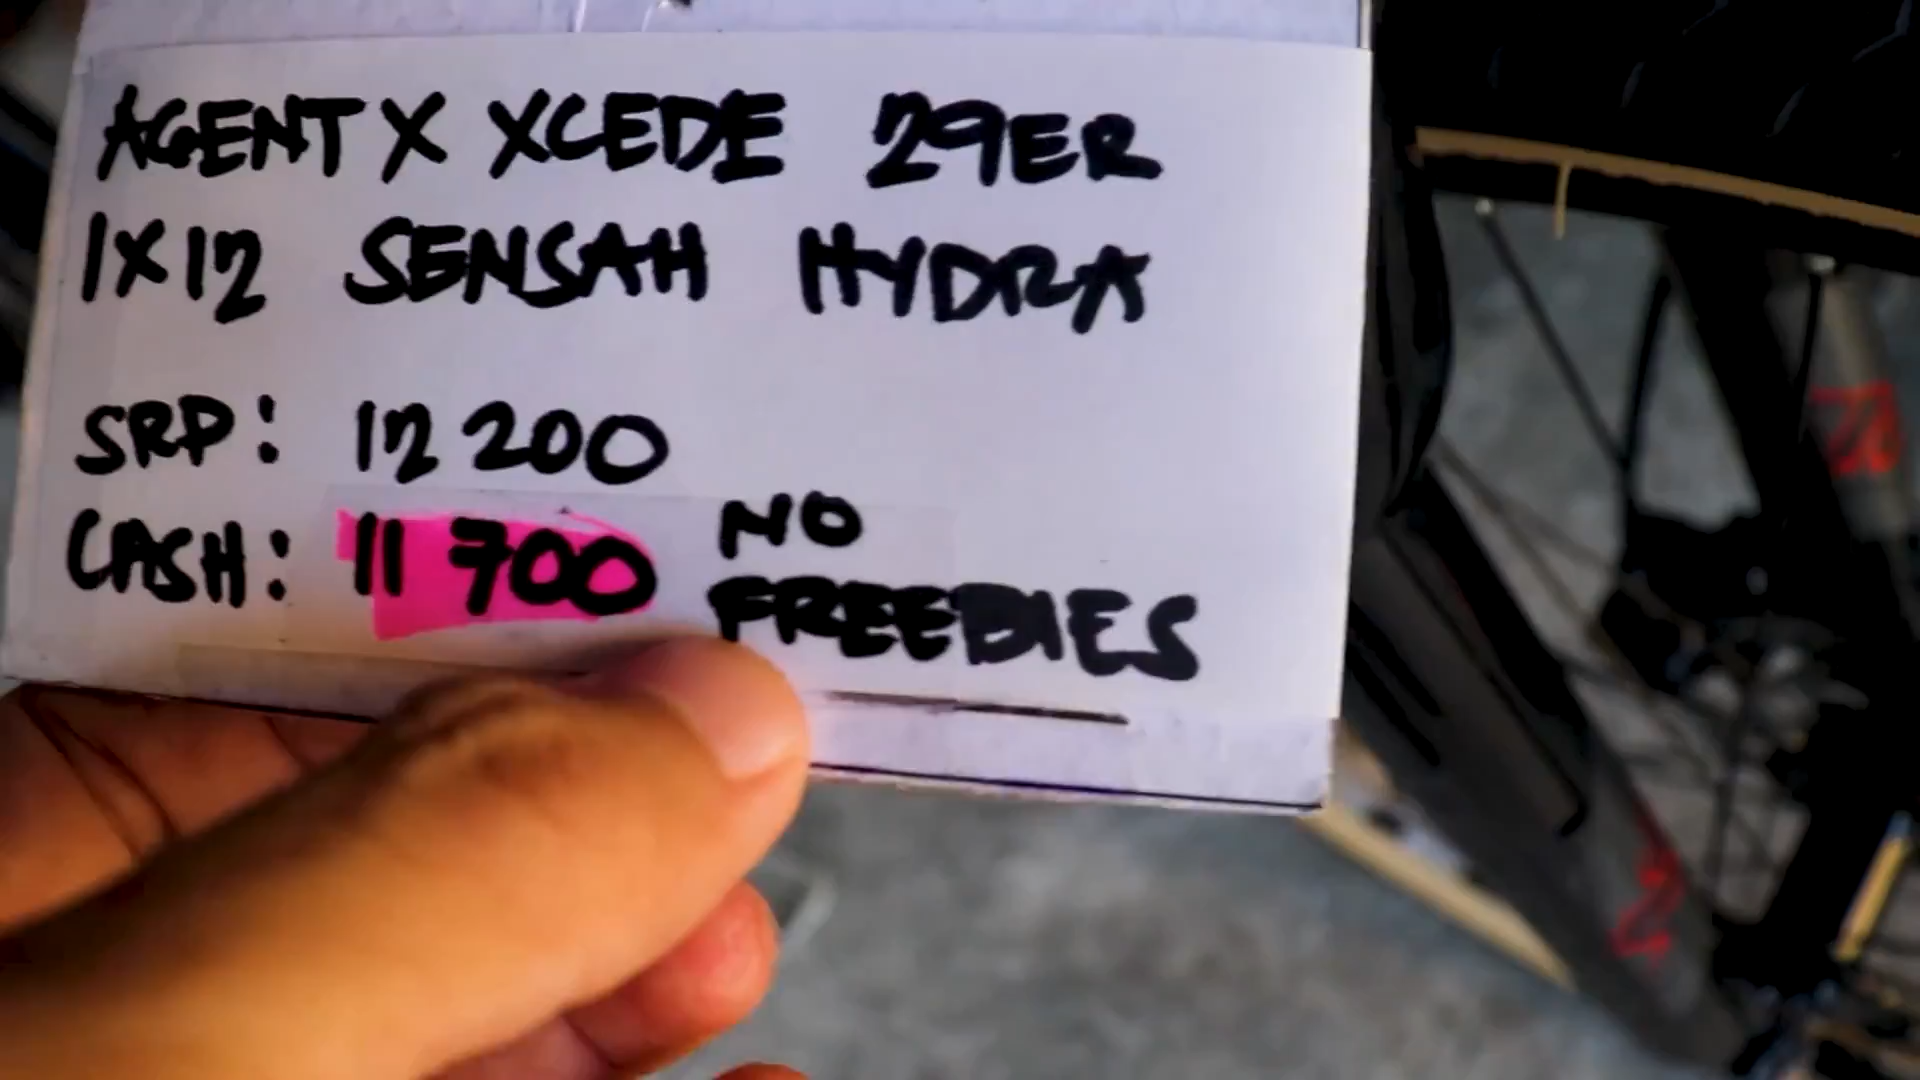 AGENT X XCEDE 29ER
1X12 SENSAH HYDRA
SRP: 12 200
CASH: 11 700 NO
FREEBIES